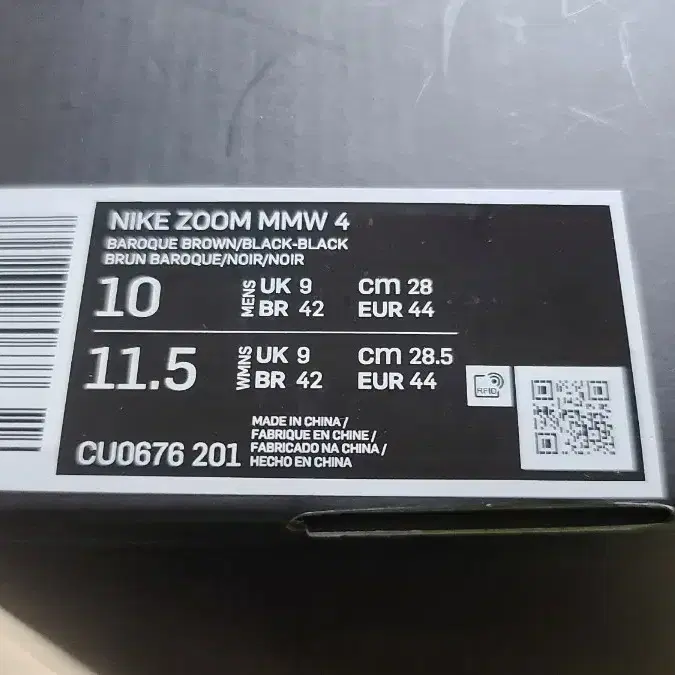 NIKE ZOOM MMW 4
BAROQUE BROWN/BLACK-BLACK
BRUN BAROQUE/NOIR/NOIR
10 MENS UK 9 cm 28
BR 42 EUR 44
11.5 WMNS UK 9 cm 28.5
BR 42 EUR 44
RFID
CU0676 201
MADE IN CHINA /
FABRIQUE EN CHINE /
FABRICADO NA CHINA /
HECHO EN CHINA